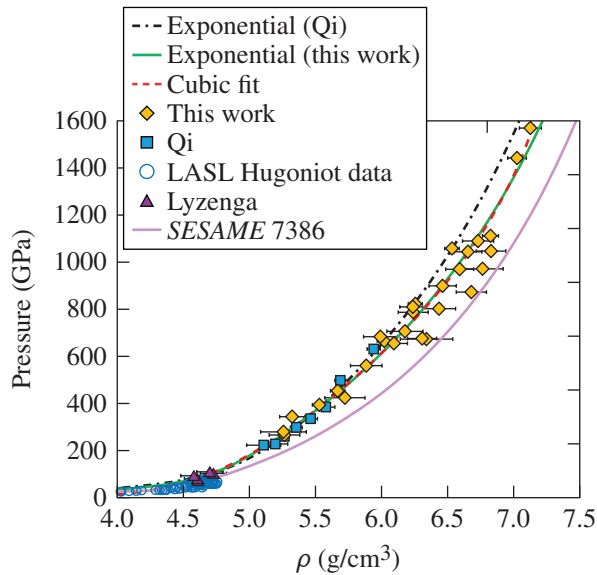 Exponential (Qi)
Exponential (this work)
Cubic fit
This work
Qi
LASL Hugoniot data
Lyzenga
SESAME 7386
1600
1400
1200
1000
800
600
400
200
0
Pressure (GPa)
4.0 4.5 5.0 5.5 6.0 6.5 7.0 7.5
ρ (g/cm³)